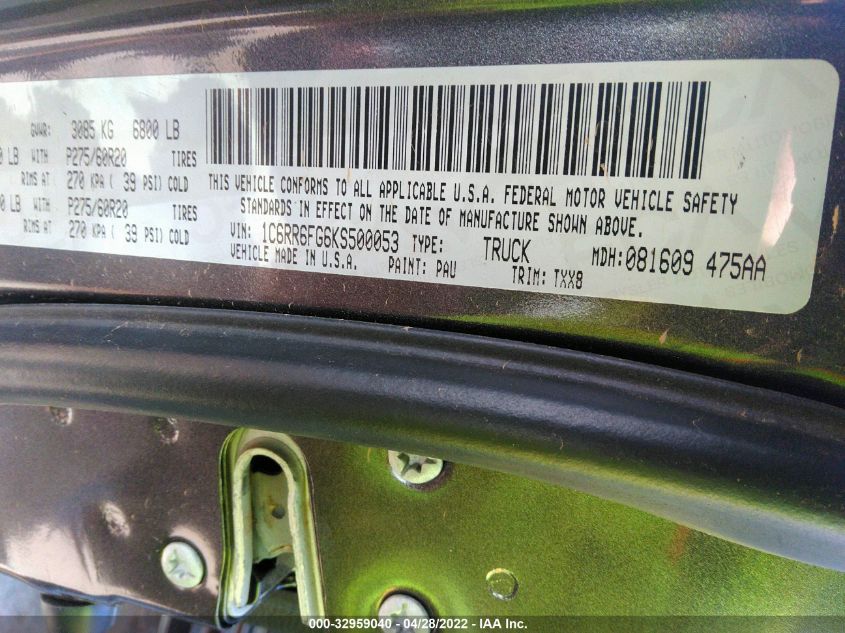 GVWR: 3085 KG 6800 LB
LB WITH P275/60R20 TIRES
RIMS AT 270 KPA ( 39 PSI) COLD
LB WITH P275/60R20 TIRES
RIMS AT 270 KPA ( 39 PSI) COLD
THIS VEHICLE CONFORMS TO ALL APPLICABLE U.S.A. FEDERAL MOTOR VEHICLE SAFETY
STANDARDS IN EFFECT ON THE DATE OF MANUFACTURE SHOWN ABOVE.
VIN: 1C6RR6FG6KS500053 TYPE: TRUCK MDH:081609 475AA
VEHICLE MADE IN U.S.A. PAINT: PAU TRIM: TXX8
000-32959040 - 04/28/2022 - IAA Inc.